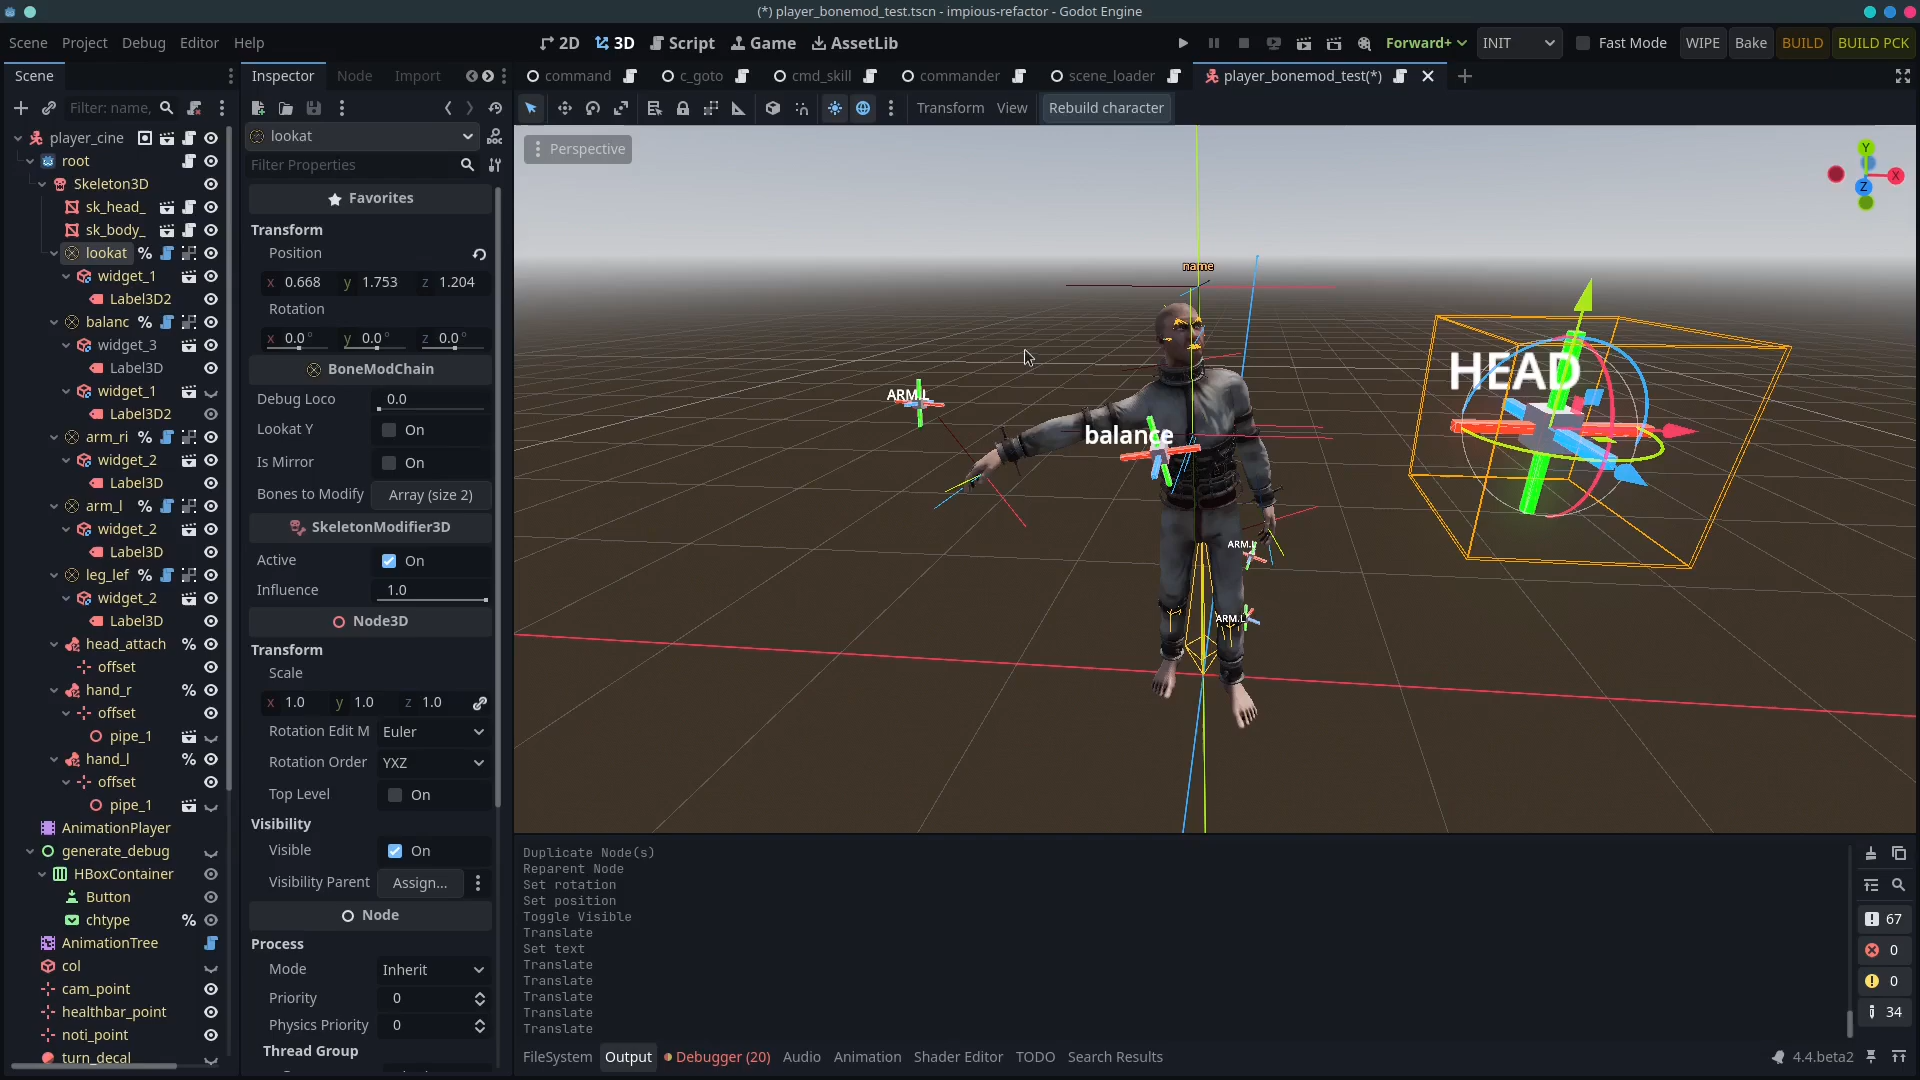 (*) player_bonemod_test.tscn - impious-refactor - Godot Engine
Scene Project Debug Editor Help
2D 3D Script Game AssetLib
Forward+ INIT Fast Mode WIPE Bake BUILD BUILD PCK
Scene
Inspector Node Import
command c_goto cmd_skill commander scene_loader player_bonemod_test(*)
Filter: name,
Transform View Rebuild character
player_cine
root
Skeleton3D
sk_head_
sk_body_
lookat %
widget_1
Label3D2
balanc %
widget_3
Label3D
widget_1
Label3D2
arm_ri %
widget_2
Label3D
arm_l %
widget_2
Label3D
leg_lef %
widget_2
Label3D
head_attach
offset
hand_r %
offset
pipe_1
hand_l %
offset
pipe_1
AnimationPlayer
generate_debug
HBoxContainer
Button
chtype %
AnimationTree
col
cam_point
healthbar_point
noti_point
turn_decal
lookat
DOC
Filter Properties
Favorites
Transform
Position
x 0.668 y 1.753 z 1.204
Rotation
x 0.0° y 0.0° z 0.0°
BoneModChain
Debug Loco 0.0
Lookat Y On
Is Mirror On
Bones to Modify Array (size 2)
SkeletonModifier3D
Active On
Influence 1.0
Node3D
Transform
Scale
x 1.0 y 1.0 z 1.0
Rotation Edit M Euler
Rotation Order YXZ
Top Level On
Visibility
Visible On
Visibility Parent Assign...
Node
Process
Mode Inherit
Priority 0
Physics Priority 0
Thread Group
Perspective
Y
X
Z
name
HEAD
ARM.L
balance
ARM.L
ARM.L
Duplicate Node(s)
Reparent Node
Set rotation
Set position
Toggle Visible
Translate
Set text
Translate
Translate
Translate
Translate
Translate
67
0
0
34
FileSystem Output Debugger (20) Audio Animation Shader Editor TODO Search Results
4.4.beta2